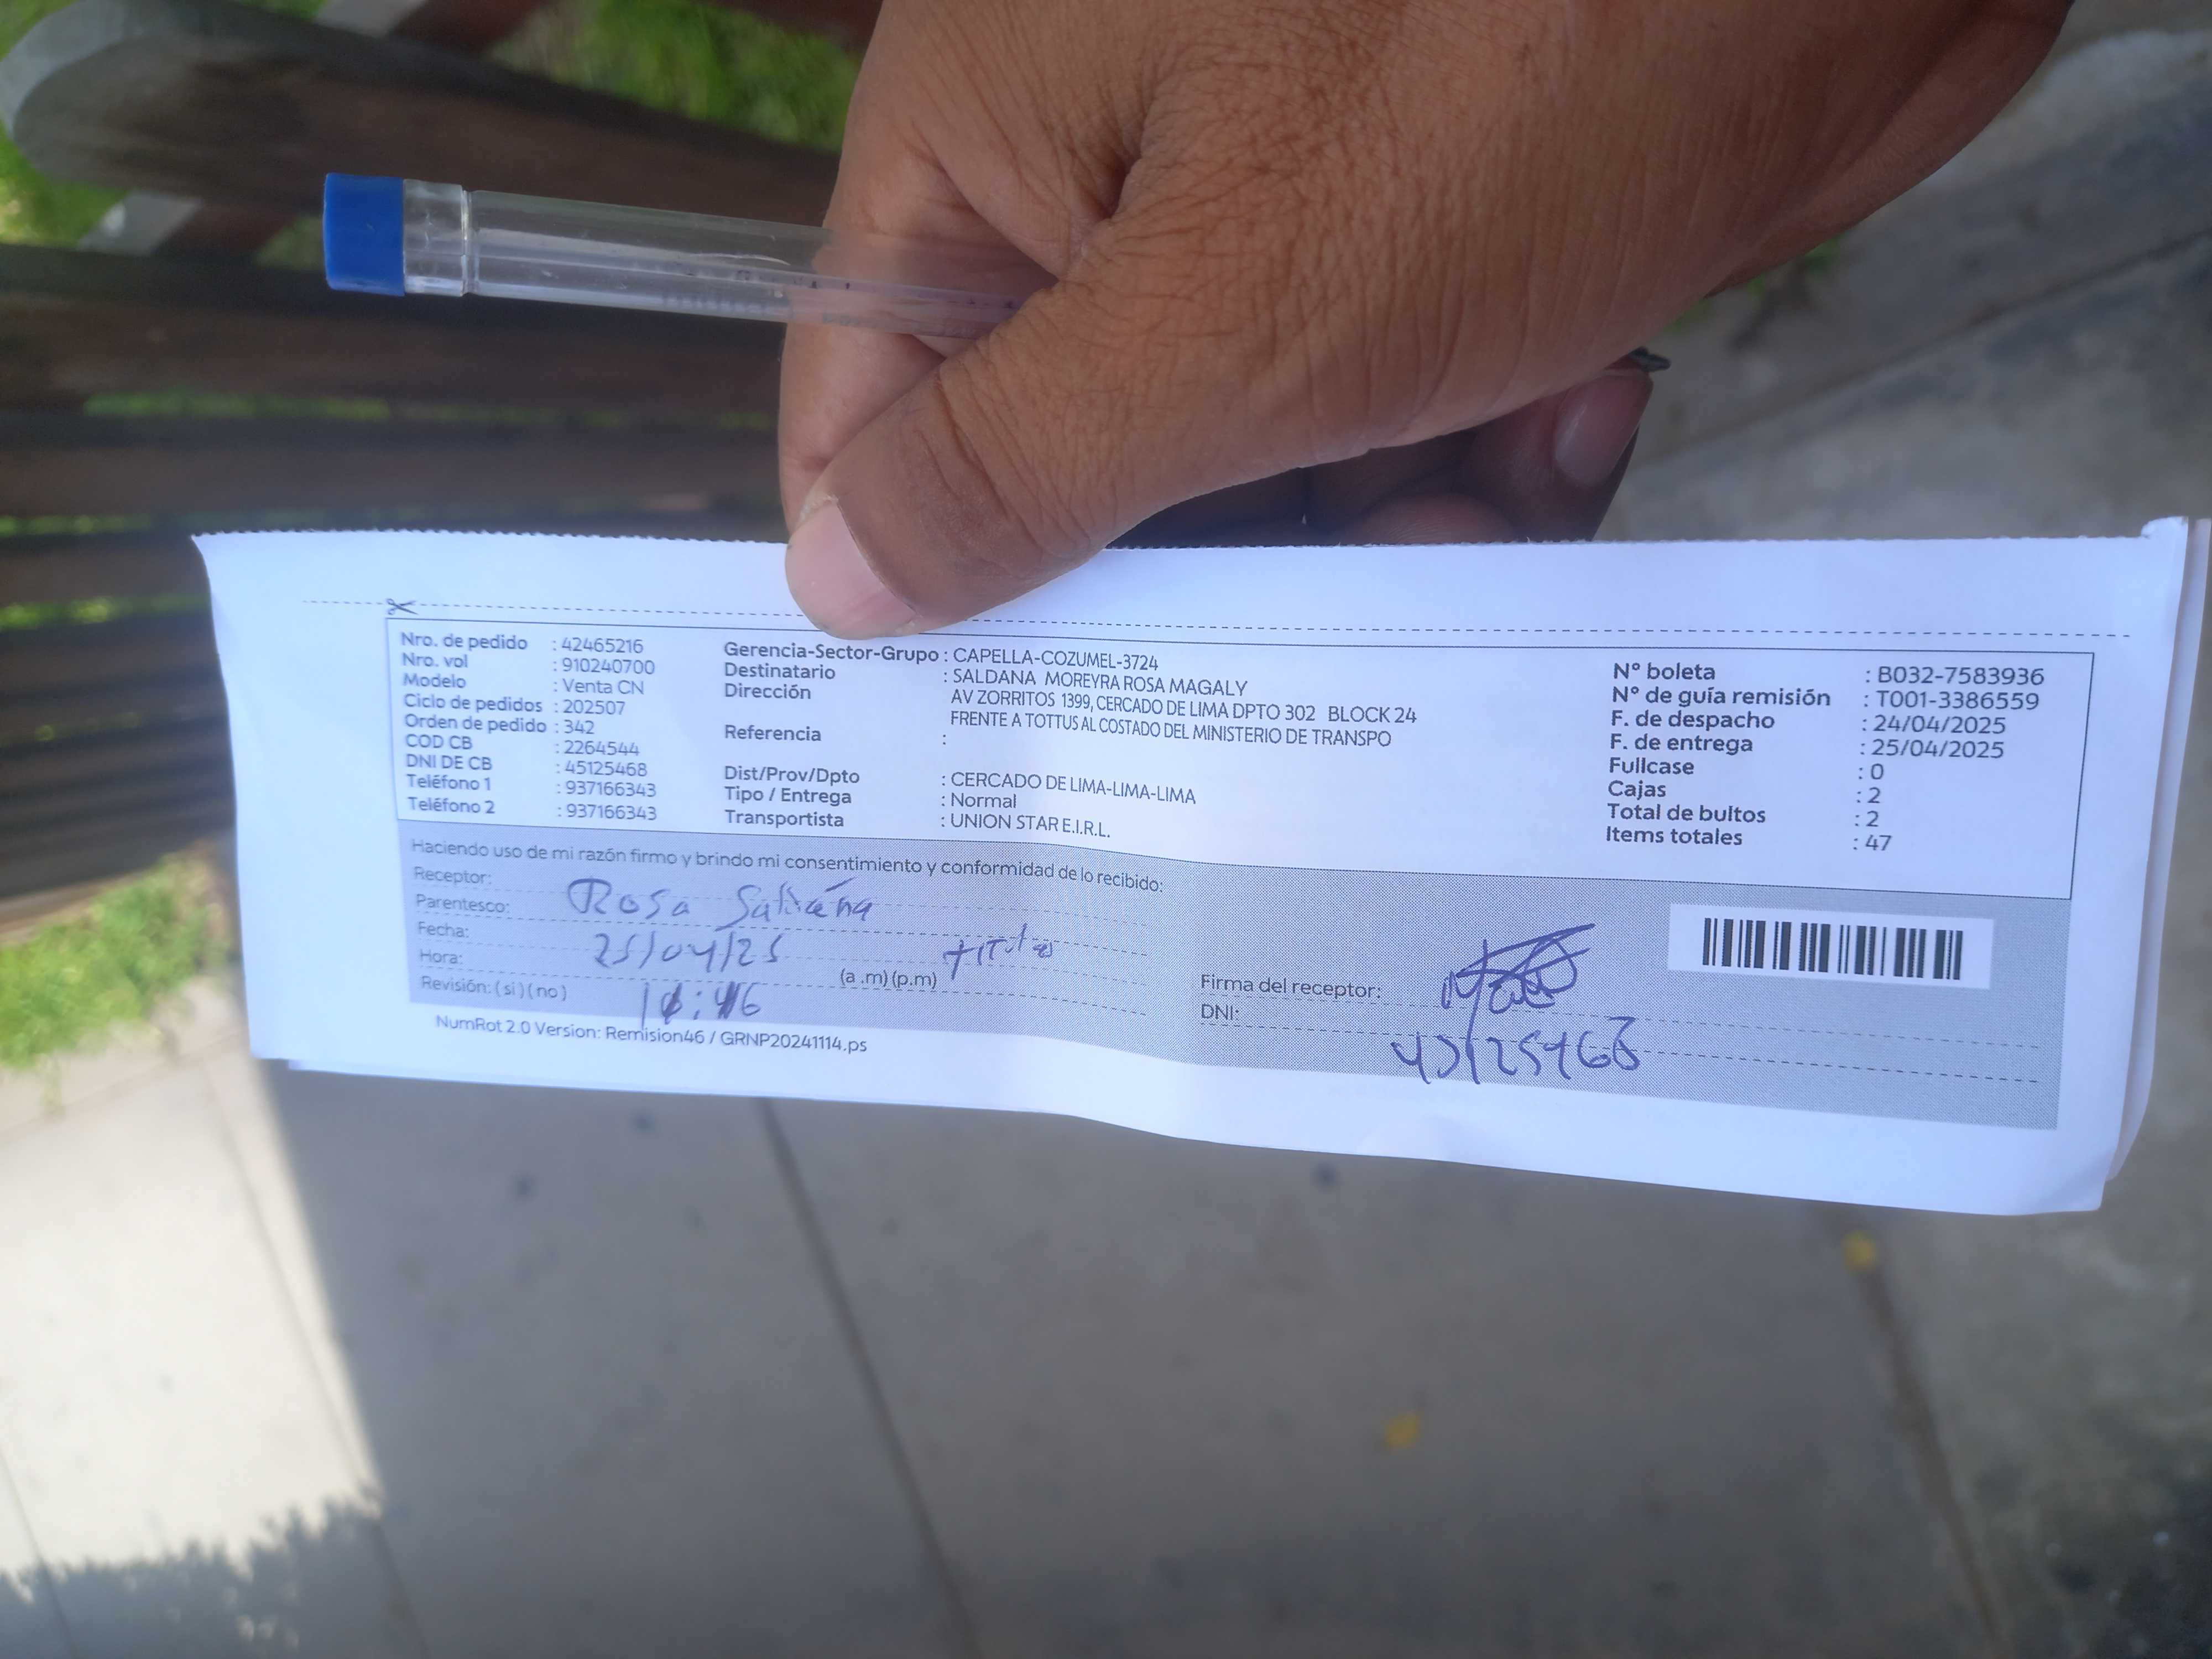 Nro. de pedido : 42465216
Nro. vol : 910240700
Modelo : Venta CN
Ciclo de pedidos : 202507
Orden de pedido : 342
COD CB : 2264544
DNI DE CB : 45125468
Teléfono 1 : 937166343
Teléfono 2 : 937166343
Gerencia-Sector-Grupo : CAPELLA-COZUMEL-3724
Destinatario : SALDANA MOREYRA ROSA MAGALY
Dirección AV ZORRITOS 1399, CERCADO DE LIMA DPTO 302 BLOCK 24
FRENTE A TOTTUS AL COSTADO DEL MINISTERIO DE TRANSPO
Referencia :
Dist/Prov/Dpto : CERCADO DE LIMA-LIMA-LIMA
Tipo / Entrega : Normal
Transportista : UNION STAR E.I.R.L.
N° boleta : B032-7583936
N° de guía remisión : T001-3386559
F. de despacho : 24/04/2025
F. de entrega : 25/04/2025
Fullcase : 0
Cajas : 2
Total de bultos : 2
Items totales : 47
Haciendo uso de mi razón firmo y brindo mi consentimiento y conformidad de lo recibido:
Receptor: Rosa Saldaña
Parentesco:
Fecha: 25/04/25
Hora: (a .m) (p.m)
Revisión: ( si ) ( no )
Firma del receptor:
DNI:
NumRot 2.0 Version: Remision46 / GRNP20241114.ps